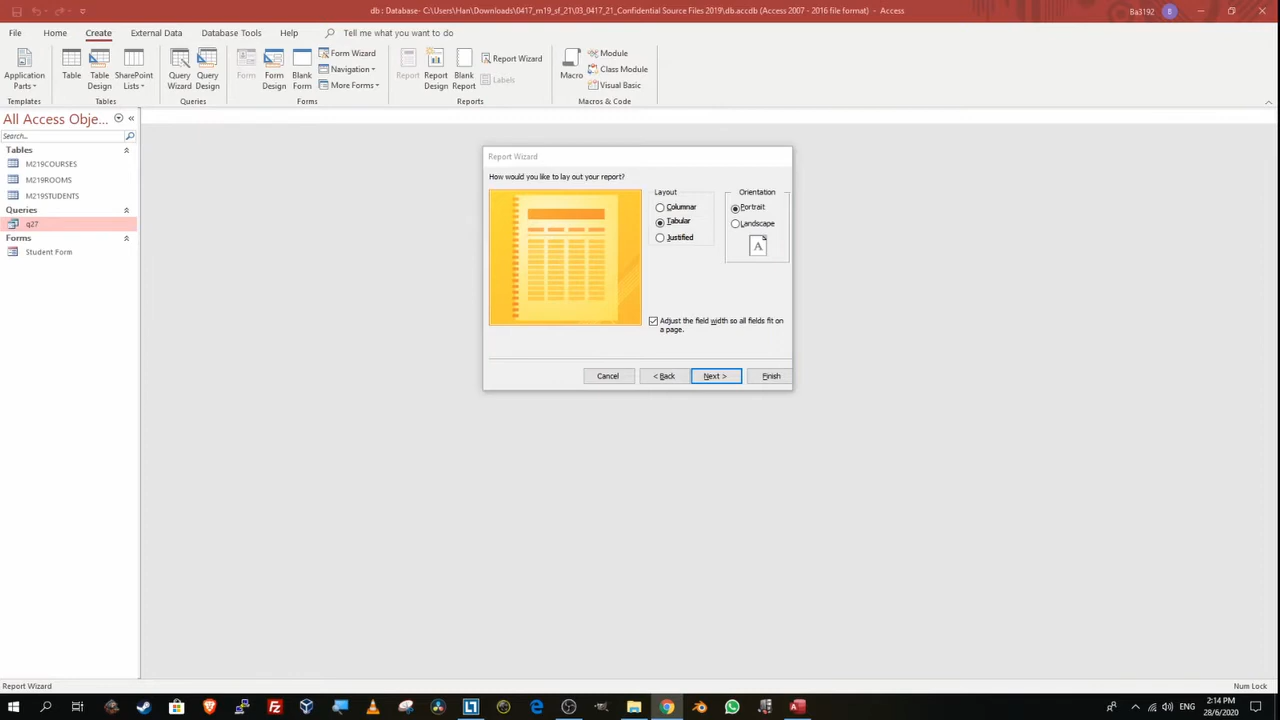 db : Database- C:\Users\Han\Downloads\0417_m19_sf_21\03_0417_21_Confidential Source Files 2019\db.accdb (Access 2007 - 2016 file format) - Access
Ba3192 B
File Home Create External Data Database Tools Help Tell me what you want to do
Application Parts
Table
Table Design
SharePoint Lists
Query Wizard
Query Design
Form
Form Design
Blank Form
Form Wizard
Navigation
More Forms
Report
Report Design
Blank Report
Report Wizard
Labels
Macro
Module
Class Module
Visual Basic
Templates Tables Queries Forms Reports Macros & Code
All Access Obje... «
Search...
Tables
M219COURSES
M219ROOMS
M219STUDENTS
Queries
q27
Forms
Student Form
Report Wizard
How would you like to lay out your report?
Layout
Columnar
Tabular
Justified
Orientation
Portrait
Landscape
A
Adjust the field width so all fields fit on
a page.
Cancel < Back Next > Finish
Report Wizard
Num Lock
ENG
2:14 PM
28/6/2020